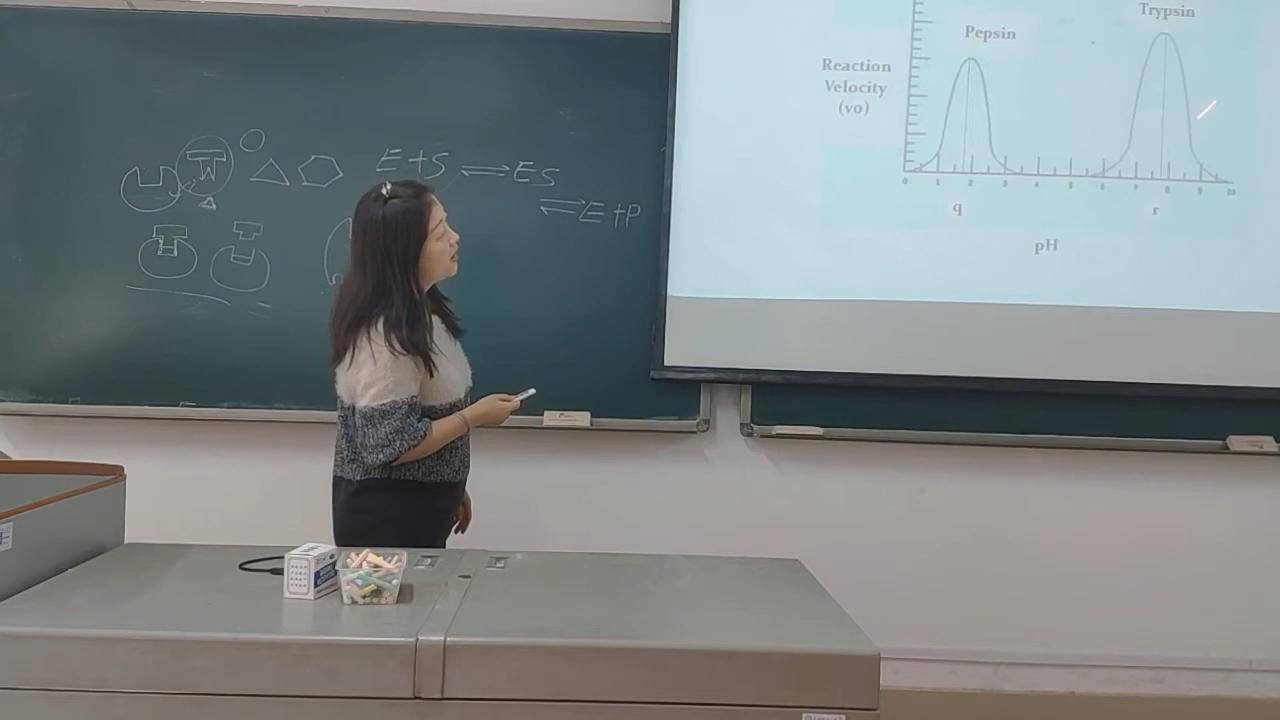 E+S ⇌ ES
⇌ E+P
Trypsin
Pepsin
Reaction
Velocity
(vo)
0 1 2 3 4 5 6 7 8 9 10
q r
pH